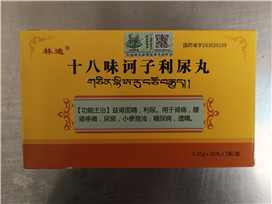 林芝
国药准字Z63020159
十八味诃子利尿丸
【功能主治】益肾固精，利尿。用于肾病，腰
肾疼痛，尿频，小便混浊，糖尿病，遗精。
0.25g×30丸×2瓶/盒